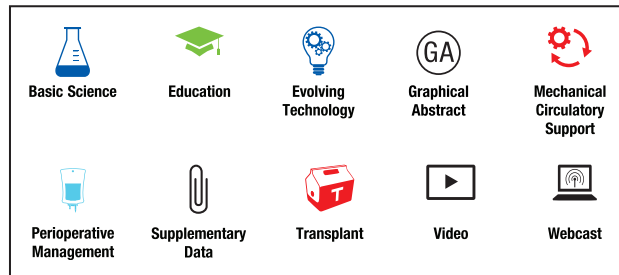 GA
Basic Science
Education
Evolving
Technology
Graphical
Abstract
Mechanical
Circulatory
Support
T
Perioperative
Management
Supplementary
Data
Transplant
Video
Webcast